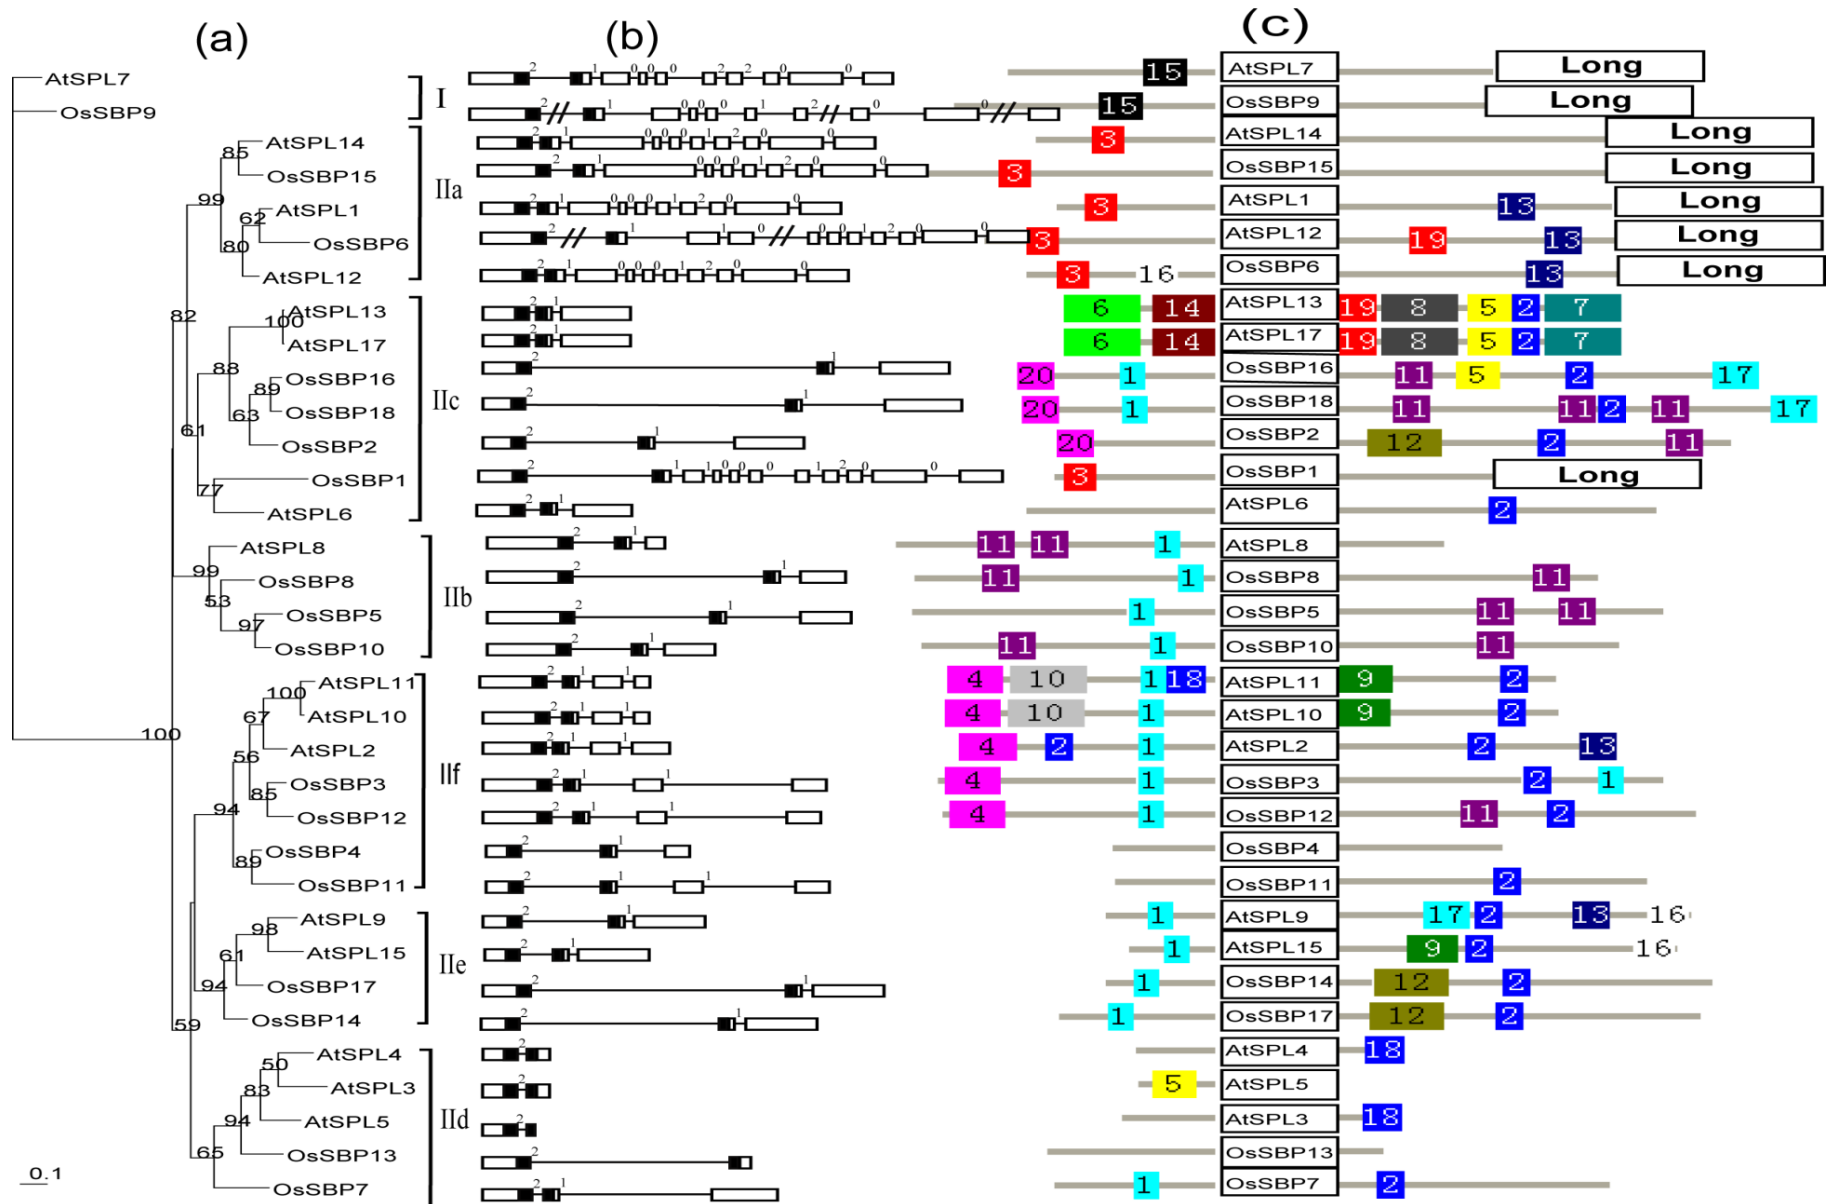 (a) (b) (c)
AtSPL7
OsSBP9
AtSPL14
OsSBP15
AtSPL1
OsSBP6
AtSPL12
AtSPL13
AtSPL17
OsSBP16
OsSBP18
OsSBP2
OsSBP1
AtSPL6
AtSPL8
OsSBP8
OsSBP5
OsSBP10
AtSPL11
AtSPL10
AtSPL2
OsSBP3
OsSBP12
OsSBP4
OsSBP11
AtSPL9
AtSPL15
OsSBP17
OsSBP14
AtSPL4
AtSPL3
AtSPL5
OsSBP13
OsSBP7
85
99
62
80
82
100
88
89
63
61
77
99
53
97
100
67
56
85
94
89
100
98
61
94
59
50
83
94
65
0.1
I
IIa
IIc
IIb
IIf
IIe
IId
15 AtSPL7 Long
15 OsSBP9 Long
3 AtSPL14 Long
3 OsSBP15 Long
3 AtSPL1 13 Long
3 AtSPL12 19 13 Long
3 16 OsSBP6 13 Long
6 14 AtSPL13 19 8 5 2 7
6 14 AtSPL17 19 8 5 2 7
20 1 OsSBP16 11 5 2 17
20 1 OsSBP18 11 11 2 11 17
20 OsSBP2 12 2 11
3 OsSBP1 Long
AtSPL6 2
11 11 1 AtSPL8
11 1 OsSBP8 11
1 OsSBP5 11 11
11 1 OsSBP10 11
4 10 1 18 AtSPL11 9 2
4 10 1 AtSPL10 9 2
4 2 1 AtSPL2 2 13
4 1 OsSBP3 2 1
4 1 OsSBP12 11 2
OsSBP4
OsSBP11 2
1 AtSPL9 17 2 13 16
1 AtSPL15 9 2 16
1 OsSBP14 12 2
1 OsSBP17 12 2
AtSPL4 18
5 AtSPL5
AtSPL3 18
OsSBP13
1 OsSBP7 2